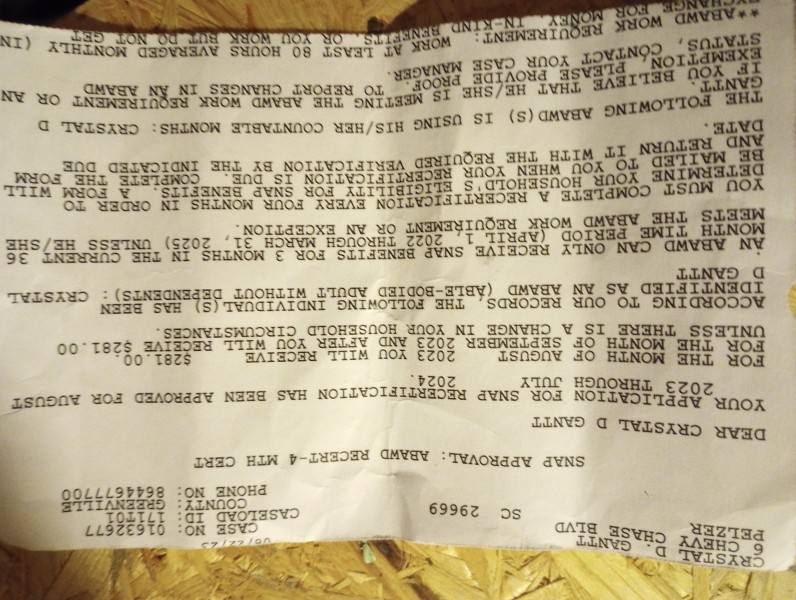 08/22/23
CRYSTAL D. GANTT CASE NO: 01632677
6 CHEVY CHASE BLVD CASELOAD ID: 171T01
PELZER SC 29669 COUNTY: GREENVILLE
PHONE NO: 8644677700
SNAP APPROVAL: ABAWD RECERT-4 MTH CERT
DEAR CRYSTAL D GANTT
YOUR APPLICATION FOR SNAP RECERTIFICATION HAS BEEN APPROVED FOR AUGUST
2023 THROUGH JULY 2024.
FOR THE MONTH OF AUGUST 2023 YOU WILL RECEIVE $281.00.
FOR THE MONTH OF SEPTEMBER 2023 AND AFTER YOU WILL RECEIVE $281.00
UNLESS THERE IS A CHANGE IN YOUR HOUSEHOLD CIRCUMSTANCES.
ACCORDING TO OUR RECORDS, THE FOLLOWING INDIVIDUAL(S) HAS BEEN
IDENTIFIED AS AN ABAWD (ABLE-BODIED ADULT WITHOUT DEPENDENTS): CRYSTAL
D GANTT
AN ABAWD CAN ONLY RECEIVE SNAP BENEFITS FOR 3 MONTHS IN THE CURRENT 36
MONTH TIME PERIOD (APRIL 1, 2022 THROUGH MARCH 31, 2025) UNLESS HE/SHE
MEETS THE ABAWD WORK REQUIREMENT OR AN EXCEPTION.
YOU MUST COMPLETE A RECERTIFICATION EVERY FOUR MONTHS IN ORDER TO
DETERMINE YOUR HOUSEHOLD'S ELIGIBILITY FOR SNAP BENEFITS. A FORM WILL
BE MAILED TO YOU WHEN YOUR RECERTIFICATION IS DUE. COMPLETE THE FORM
AND RETURN IT WITH THE REQUIRED VERIFICATION BY THE INDICATED DUE
DATE.
THE FOLLOWING ABAWD(S) IS USING HIS/HER COUNTABLE MONTHS: CRYSTAL D
GANTT.
IF YOU BELIEVE THAT HE/SHE IS MEETING THE ABAWD WORK REQUIREMENT OR AN
EXEMPTION, PLEASE PROVIDE PROOF. TO REPORT CHANGES IN AN ABAWD
STATUS, CONTACT YOUR CASE MANAGER.
**ABAWD WORK REQUIREMENT: WORK AT LEAST 80 HOURS AVERAGED MONTHLY (IN
EXCHANGE FOR MONEY IN-KIND BENEFITS OR YOU WORK BUT DO NOT GET